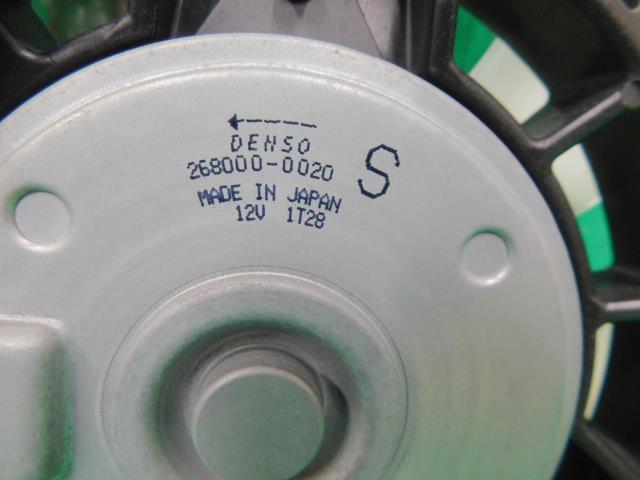 DENSO
268000-0020 S
MADE IN JAPAN
12V 1T28